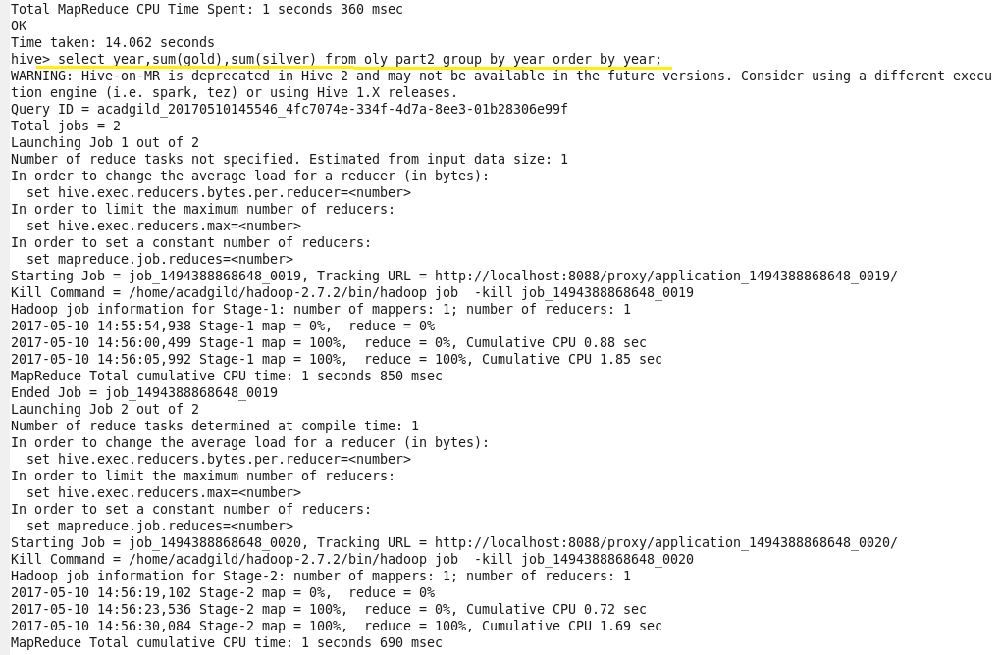 Total MapReduce CPU Time Spent: 1 seconds 360 msec
OK
Time taken: 14.062 seconds
hive> select year,sum(gold),sum(silver) from oly part2 group by year order by year;
WARNING: Hive-on-MR is deprecated in Hive 2 and may not be available in the future versions. Consider using a different execu
tion engine (i.e. spark, tez) or using Hive 1.X releases.
Query ID = acadgild_20170510145546_4fc7074e-334f-4d7a-8ee3-01b28306e99f
Total jobs = 2
Launching Job 1 out of 2
Number of reduce tasks not specified. Estimated from input data size: 1
In order to change the average load for a reducer (in bytes):
  set hive.exec.reducers.bytes.per.reducer=<number>
In order to limit the maximum number of reducers:
  set hive.exec.reducers.max=<number>
In order to set a constant number of reducers:
  set mapreduce.job.reduces=<number>
Starting Job = job_1494388868648_0019, Tracking URL = http://localhost:8088/proxy/application_1494388868648_0019/
Kill Command = /home/acadgild/hadoop-2.7.2/bin/hadoop job  -kill job_1494388868648_0019
Hadoop job information for Stage-1: number of mappers: 1; number of reducers: 1
2017-05-10 14:55:54,938 Stage-1 map = 0%,  reduce = 0%
2017-05-10 14:56:00,499 Stage-1 map = 100%,  reduce = 0%, Cumulative CPU 0.88 sec
2017-05-10 14:56:05,992 Stage-1 map = 100%,  reduce = 100%, Cumulative CPU 1.85 sec
MapReduce Total cumulative CPU time: 1 seconds 850 msec
Ended Job = job_1494388868648_0019
Launching Job 2 out of 2
Number of reduce tasks determined at compile time: 1
In order to change the average load for a reducer (in bytes):
  set hive.exec.reducers.bytes.per.reducer=<number>
In order to limit the maximum number of reducers:
  set hive.exec.reducers.max=<number>
In order to set a constant number of reducers:
  set mapreduce.job.reduces=<number>
Starting Job = job_1494388868648_0020, Tracking URL = http://localhost:8088/proxy/application_1494388868648_0020/
Kill Command = /home/acadgild/hadoop-2.7.2/bin/hadoop job  -kill job_1494388868648_0020
Hadoop job information for Stage-2: number of mappers: 1; number of reducers: 1
2017-05-10 14:56:19,102 Stage-2 map = 0%,  reduce = 0%
2017-05-10 14:56:23,536 Stage-2 map = 100%,  reduce = 0%, Cumulative CPU 0.72 sec
2017-05-10 14:56:30,084 Stage-2 map = 100%,  reduce = 100%, Cumulative CPU 1.69 sec
MapReduce Total cumulative CPU time: 1 seconds 690 msec